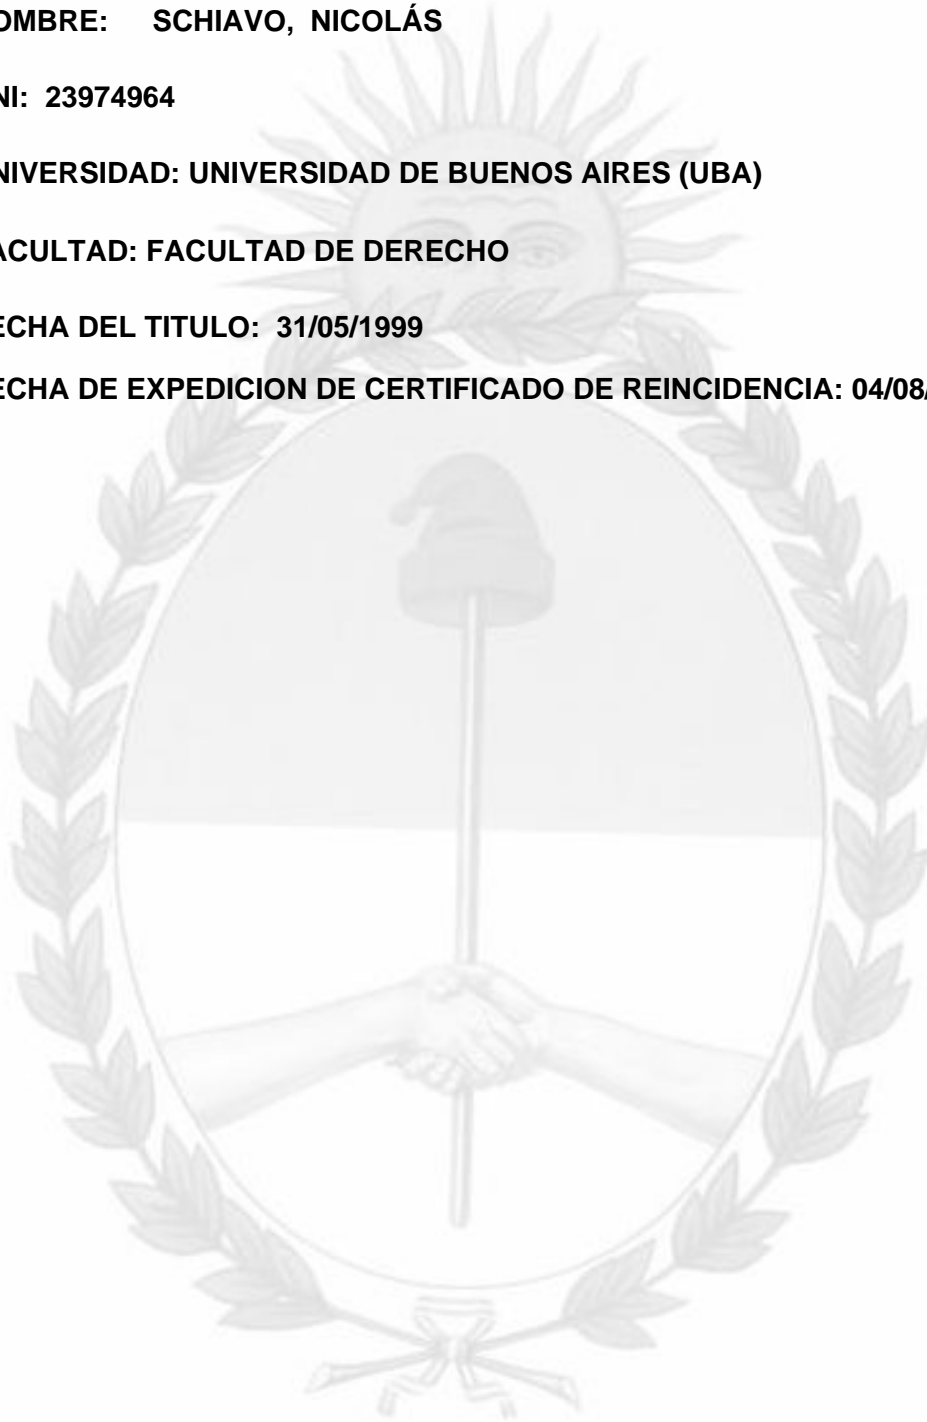 OMBRE: SCHIAVO, NICOLÁS
NI: 23974964
NIVERSIDAD: UNIVERSIDAD DE BUENOS AIRES (UBA)
ACULTAD: FACULTAD DE DERECHO
ECHA DEL TITULO: 31/05/1999
ECHA DE EXPEDICION DE CERTIFICADO DE REINCIDENCIA: 04/08/